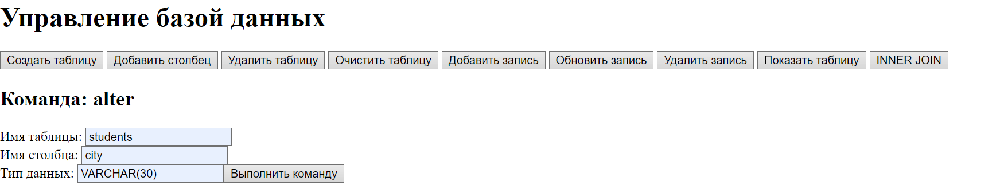 Управление базой данных
Создать таблицу Добавить столбец Удалить таблицу Очистить таблицу Добавить запись Обновить запись Удалить запись Показать таблицу INNER JOIN
Команда: alter
Имя таблицы: students
Имя столбца: city
Тип данных: VARCHAR(30) Выполнить команду